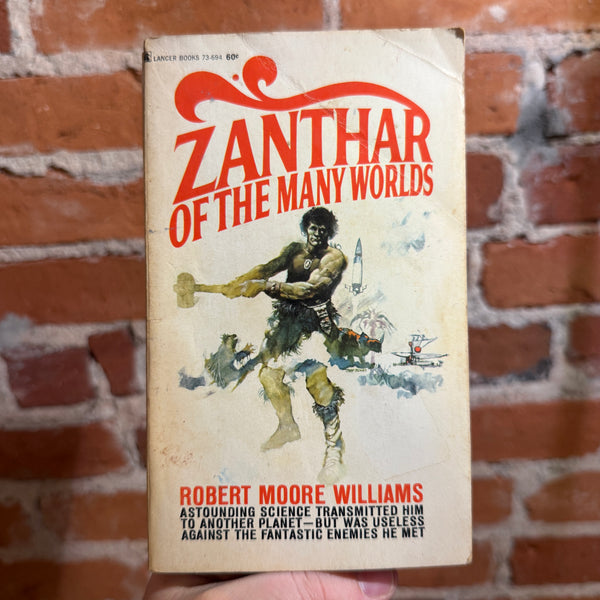 LANCER BOOKS 73-694 60¢
ZANTHAR
OF THE MANY WORLDS
ROBERT MOORE WILLIAMS
ASTOUNDING SCIENCE TRANSMITTED HIM
TO ANOTHER PLANET—BUT WAS USELESS
AGAINST THE FANTASTIC ENEMIES HE MET